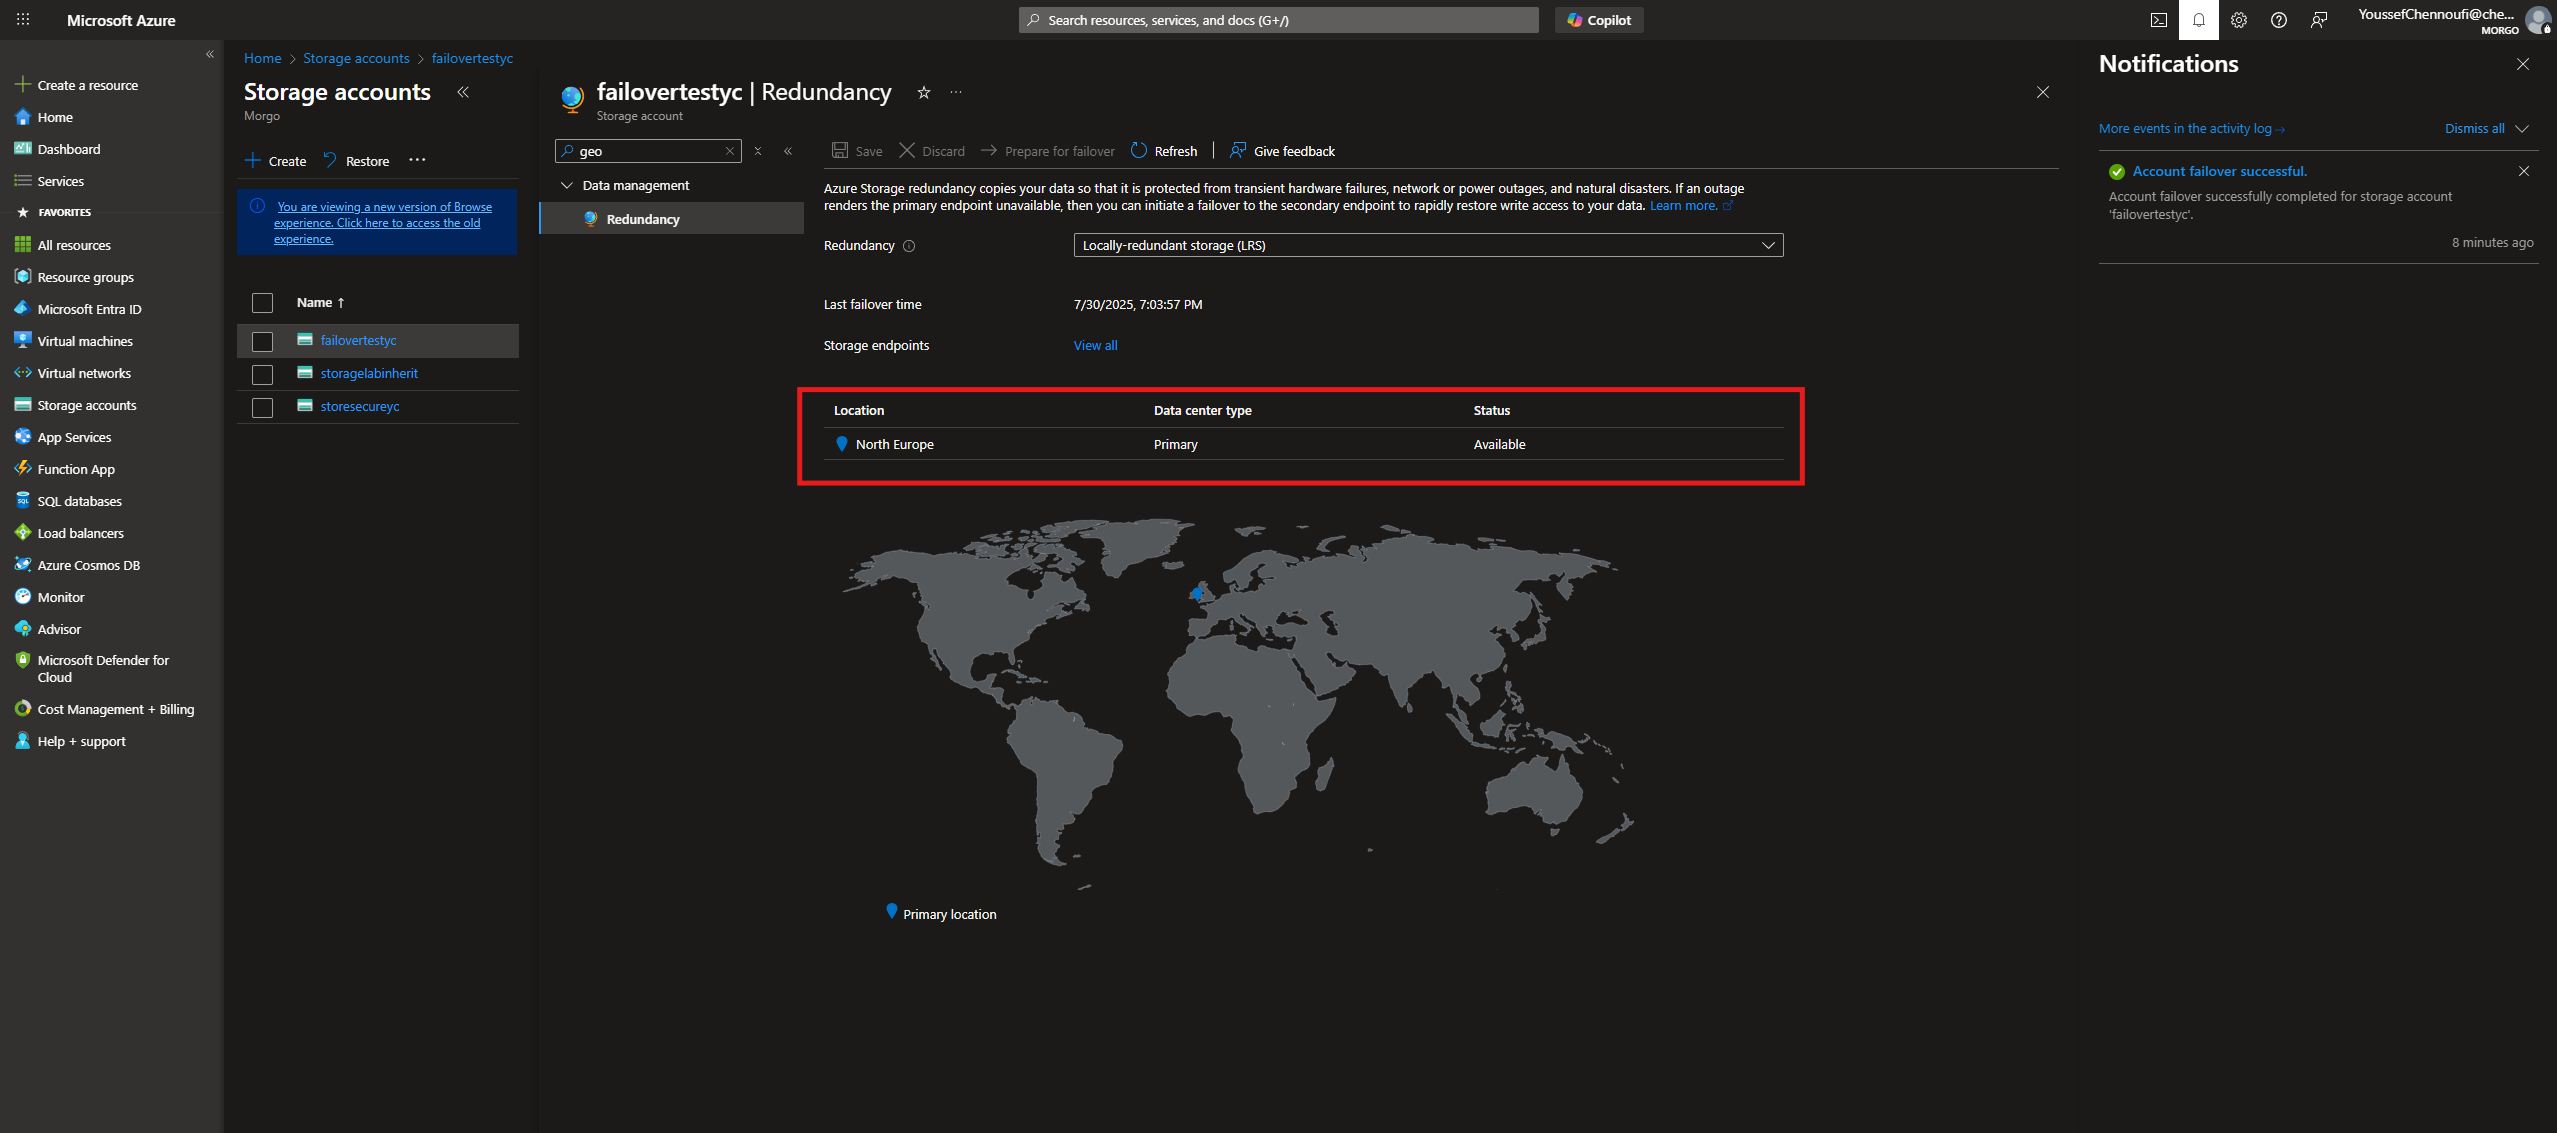 Microsoft Azure
Search resources, services, and docs (G+/)
Copilot
YoussefChennoufi@che...
MORGO
Create a resource
Home
Dashboard
Services
FAVORITES
All resources
Resource groups
Microsoft Entra ID
Virtual machines
Virtual networks
Storage accounts
App Services
Function App
SQL databases
Load balancers
Azure Cosmos DB
Monitor
Advisor
Microsoft Defender for
Cloud
Cost Management + Billing
Help + support
Home > Storage accounts > failovertestyc
Storage accounts
Morgo
Create
Restore
You are viewing a new version of Browse
experience. Click here to access the old
experience.
Name ↑
failovertestyc
storagelabinherit
storesecureyc
failovertestyc | Redundancy
Storage account
geo
Data management
Redundancy
Save
Discard
Prepare for failover
Refresh
Give feedback
Azure Storage redundancy copies your data so that it is protected from transient hardware failures, network or power outages, and natural disasters. If an outage
renders the primary endpoint unavailable, then you can initiate a failover to the secondary endpoint to rapidly restore write access to your data. Learn more.
Redundancy
Locally-redundant storage (LRS)
Last failover time
7/30/2025, 7:03:57 PM
Storage endpoints
View all
Location Data center type Status
North Europe Primary Available
Primary location
Notifications
More events in the activity log →
Dismiss all
Account failover successful.
Account failover successfully completed for storage account
'failovertestyc'.
8 minutes ago